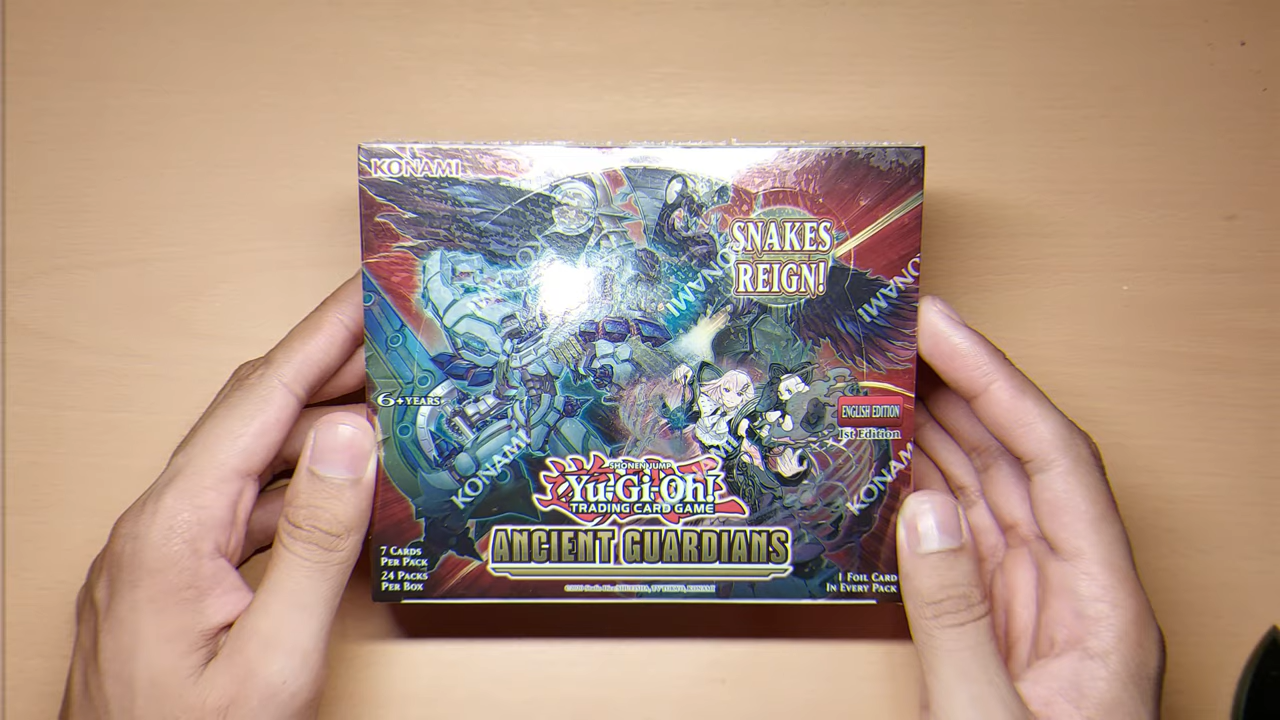 KONAMI
SNAKES
REIGN!
KONAMI
KONAMI
6+YEARS
ENGLISH EDITION
1st Edition
KONAMI
KONAM
SHONEN JUMP
Yu-Gi-Oh!
TRADING CARD GAME
ANCIENT GUARDIANS
7 CARDS
PER PACK
24 PACKS
PER BOX
1 FOIL CARD
IN EVERY PACK